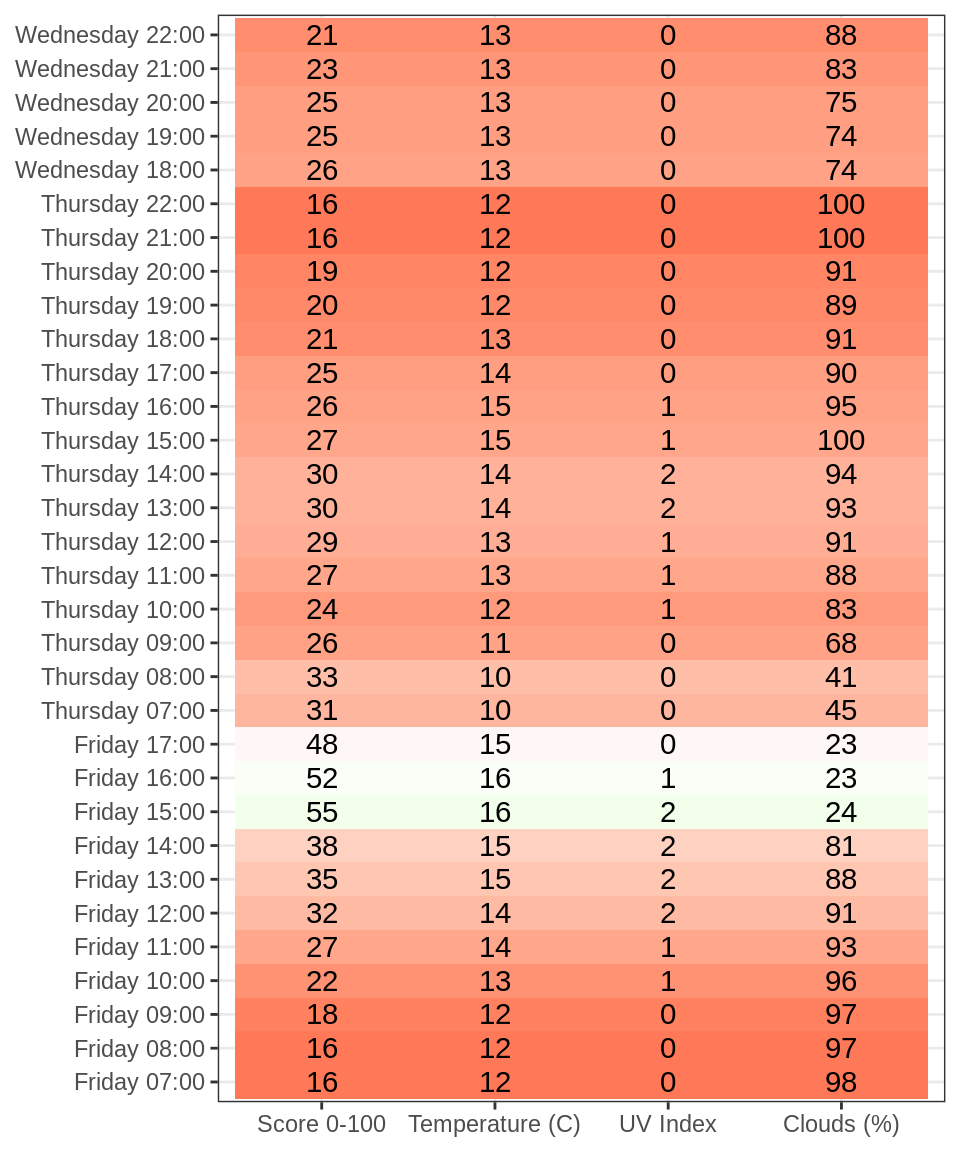 Wednesday 22:00 21 13 0 88
Wednesday 21:00 23 13 0 83
Wednesday 20:00 25 13 0 75
Wednesday 19:00 25 13 0 74
Wednesday 18:00 26 13 0 74
Thursday 22:00 16 12 0 100
Thursday 21:00 16 12 0 100
Thursday 20:00 19 12 0 91
Thursday 19:00 20 12 0 89
Thursday 18:00 21 13 0 91
Thursday 17:00 25 14 0 90
Thursday 16:00 26 15 1 95
Thursday 15:00 27 15 1 100
Thursday 14:00 30 14 2 94
Thursday 13:00 30 14 2 93
Thursday 12:00 29 13 1 91
Thursday 11:00 27 13 1 88
Thursday 10:00 24 12 1 83
Thursday 09:00 26 11 0 68
Thursday 08:00 33 10 0 41
Thursday 07:00 31 10 0 45
Friday 17:00 48 15 0 23
Friday 16:00 52 16 1 23
Friday 15:00 55 16 2 24
Friday 14:00 38 15 2 81
Friday 13:00 35 15 2 88
Friday 12:00 32 14 2 91
Friday 11:00 27 14 1 93
Friday 10:00 22 13 1 96
Friday 09:00 18 12 0 97
Friday 08:00 16 12 0 97
Friday 07:00 16 12 0 98
Score 0-100 Temperature (C) UV Index Clouds (%)